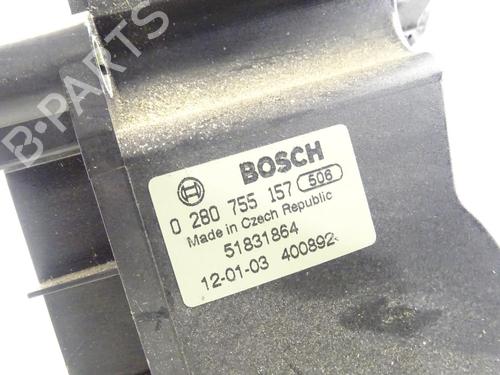 B-PARTS
BOSCH
0 280 755 157 506
Made in Czech Republic
51831864
12-01-03 400892